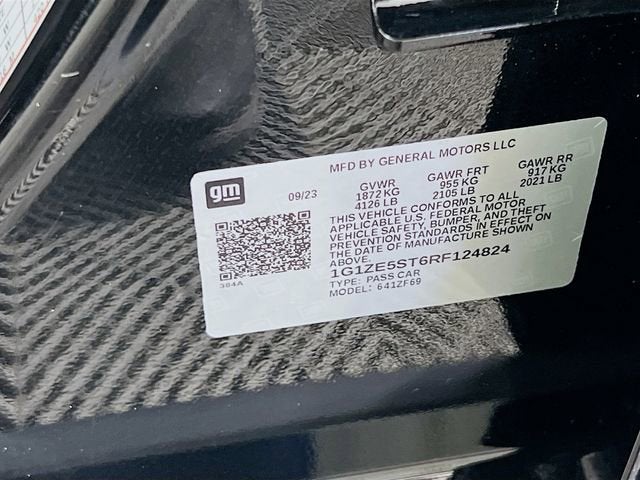 MFD BY GENERAL MOTORS LLC
gm
09/23
GVWR GAWR FRT GAWR RR
1872 KG 955 KG 917 KG
4126 LB 2105 LB 2021 LB
THIS VEHICLE CONFORMS TO ALL
APPLICABLE U.S. FEDERAL MOTOR
VEHICLE SAFETY, BUMPER, AND THEFT
PREVENTION STANDARDS IN EFFECT ON
THE DATE OF MANUFACTURE SHOWN
ABOVE.
1G1ZE5ST6RF124824
TYPE: PASS CAR
MODEL: 641ZF69
384A